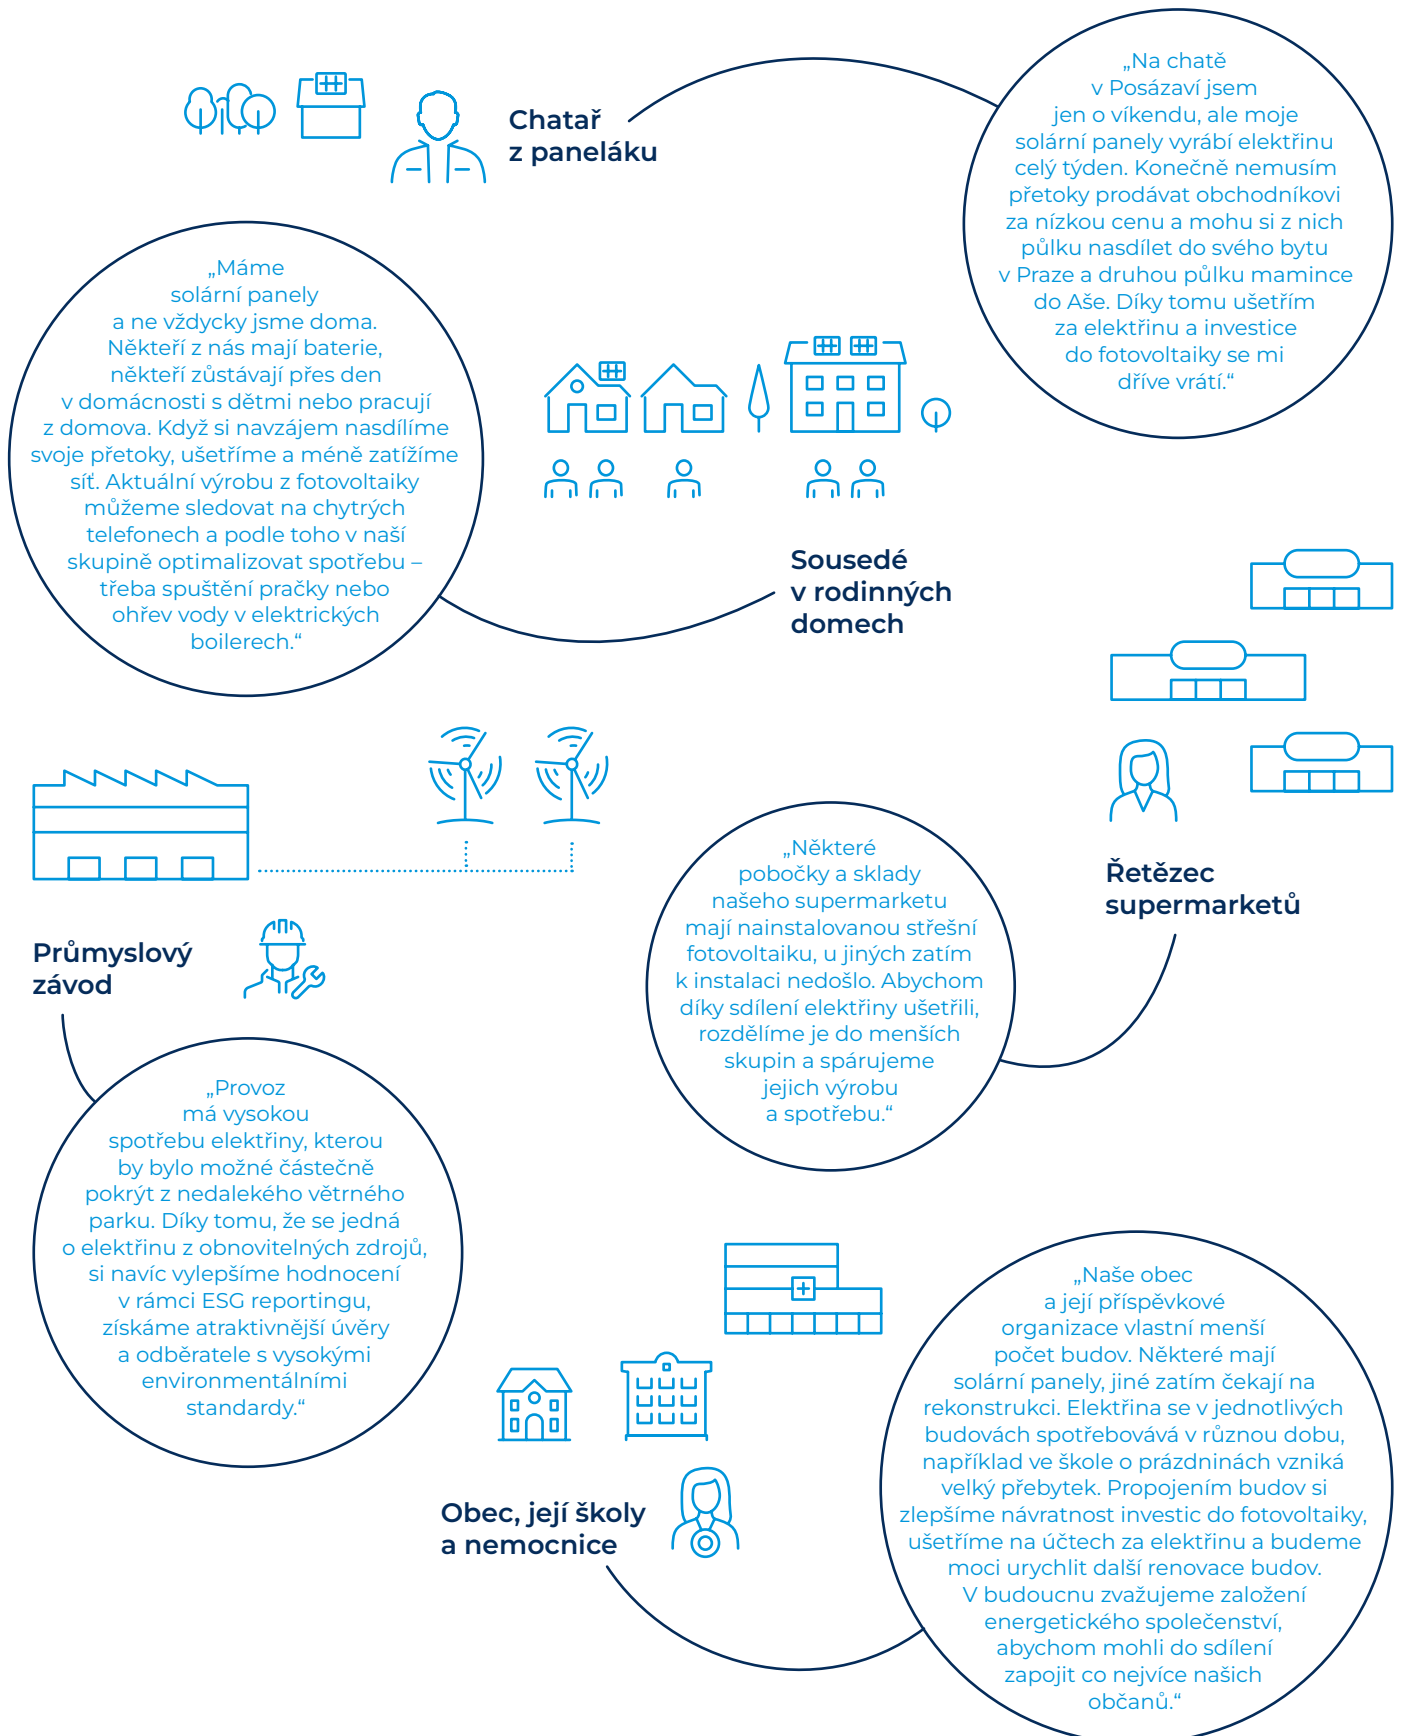 Chatař
z paneláku
„Na chatě
v Posázaví jsem
jen o víkendu, ale moje
solární panely vyrábí elektřinu
celý týden. Konečně nemusím
přetoky prodávat obchodníkovi
za nízkou cenu a mohu si z nich
půlku nasdílet do svého bytu
v Praze a druhou půlku mamince
do Aše. Díky tomu ušetřím
za elektřinu a investice
do fotovoltaiky se mi
dříve vrátí.“
„Máme
solární panely
a ne vždycky jsme doma.
Někteří z nás mají baterie,
někteří zůstávají přes den
v domácnosti s dětmi nebo pracují
z domova. Když si navzájem nasdílíme
svoje přetoky, ušetříme a méně zatížíme
síť. Aktuální výrobu z fotovoltaiky
můžeme sledovat na chytrých
telefonech a podle toho v naší
skupině optimalizovat spotřebu –
třeba spuštění pračky nebo
ohřev vody v elektrických
boilerech.“
Sousedé
v rodinných
domech
Řetězec
supermarketů
„Některé
pobočky a sklady
našeho supermarketu
mají nainstalovanou střešní
fotovoltaiku, u jiných zatím
k instalaci nedošlo. Abychom
díky sdílení elektřiny ušetřili,
rozdělíme je do menších
skupin a spárujeme
jejich výrobu
a spotřebu.“
Průmyslový
závod
„Provoz
má vysokou
spotřebu elektřiny, kterou
by bylo možné částečně
pokrýt z nedalekého větrného
parku. Díky tomu, že se jedná
o elektřinu z obnovitelných zdrojů,
si navíc vylepšíme hodnocení
v rámci ESG reportingu,
získáme atraktivnější úvěry
a odběratele s vysokými
environmentálními
standardy.“
Obec, její školy
a nemocnice
„Naše obec
a její příspěvkové
organizace vlastní menší
počet budov. Některé mají
solární panely, jiné zatím čekají na
rekonstrukci. Elektřina se v jednotlivých
budovách spotřebovává v různou dobu,
například ve škole o prázdninách vzniká
velký přebytek. Propojením budov si
zlepšíme návratnost investic do fotovoltaiky,
ušetříme na účtech za elektřinu a budeme
moci urychlit další renovace budov.
V budoucnu zvažujeme založení
energetického společenství,
abychom mohli do sdílení
zapojit co nejvíce našich
občanů.“